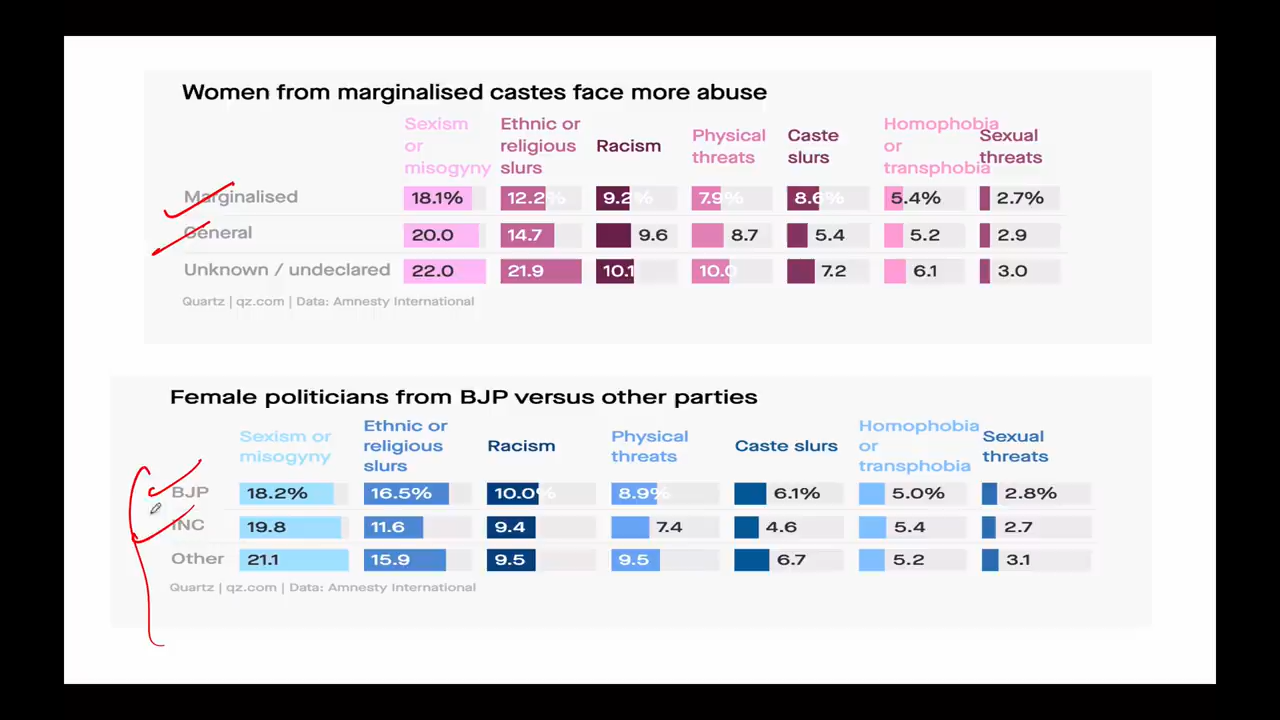 Women from marginalised castes face more abuse
Sexism or misogyny Ethnic or religious slurs Racism Physical threats Caste slurs Homophobia or transphobia Sexual threats
Marginalised 18.1% 12.2% 9.2% 7.9% 8.6% 5.4% 2.7%
General 20.0 14.7 9.6 8.7 5.4 5.2 2.9
Unknown / undeclared 22.0 21.9 10.1 10.0 7.2 6.1 3.0
Quartz | qz.com | Data: Amnesty International
Female politicians from BJP versus other parties
Sexism or misogyny Ethnic or religious slurs Racism Physical threats Caste slurs Homophobia or transphobia Sexual threats
BJP 18.2% 16.5% 10.0% 8.9% 6.1% 5.0% 2.8%
INC 19.8 11.6 9.4 7.4 4.6 5.4 2.7
Other 21.1 15.9 9.5 9.5 6.7 5.2 3.1
Quartz | qz.com | Data: Amnesty International